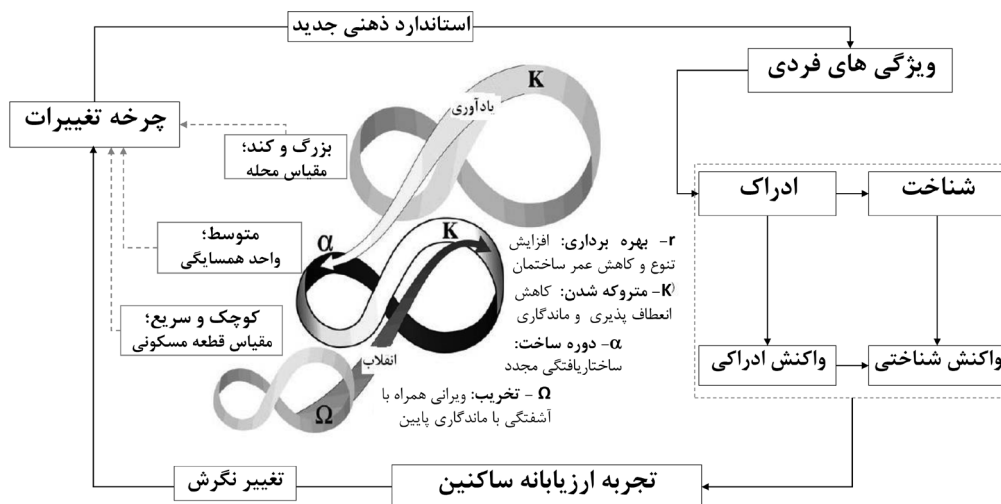 استاندارد ذهنی جدید
ویژگی های فردی
چرخه تغییرات
K
یادآوری
بزرگ و کند؛
مقیاس محله
شناخت
ادراک
متوسط؛
واحد همسایگی
α
K
r- بهره برداری: افزایش
تنوع و کاهش عمر ساختمان
K- متروکه شدن: کاهش
انعطاف پذیری و ماندگاری
α- دوره ساخت:
ساختاریافتگی مجدد
کوچک و سریع؛
مقیاس قطعه مسکونی
انقلاب
Ω
Ω - تخریب: ویرانی همراه با
آشفتگی با ماندگاری پایین
واکنش شناختی
واکنش ادراکی
تجربه ارزیابانه ساکنین
تغییر نگرش